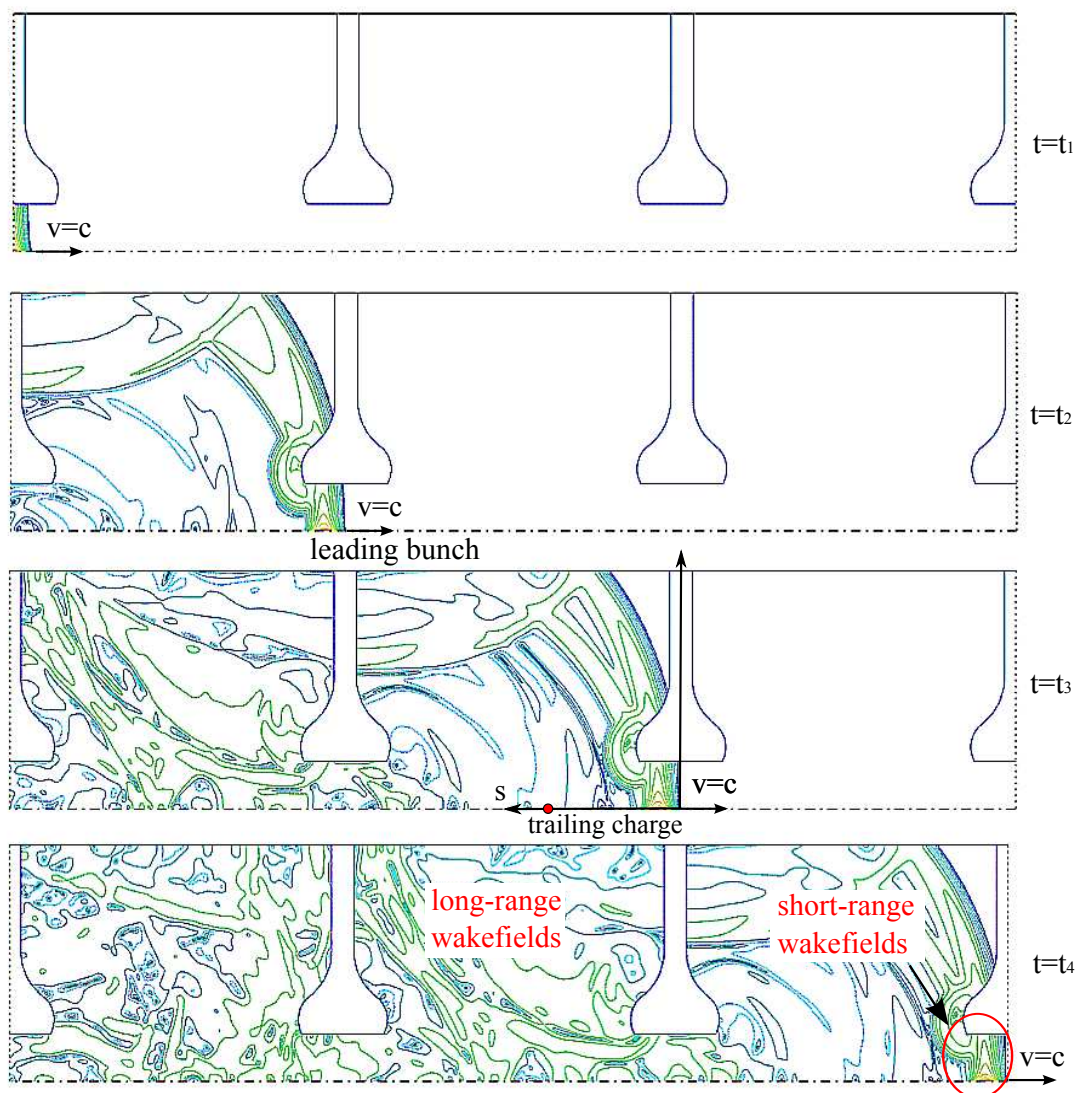 t=t1
v=c
t=t2
v=c
leading bunch
t=t3
s
v=c
trailing charge
long-range
wakefields
short-range
wakefields
t=t4
v=c